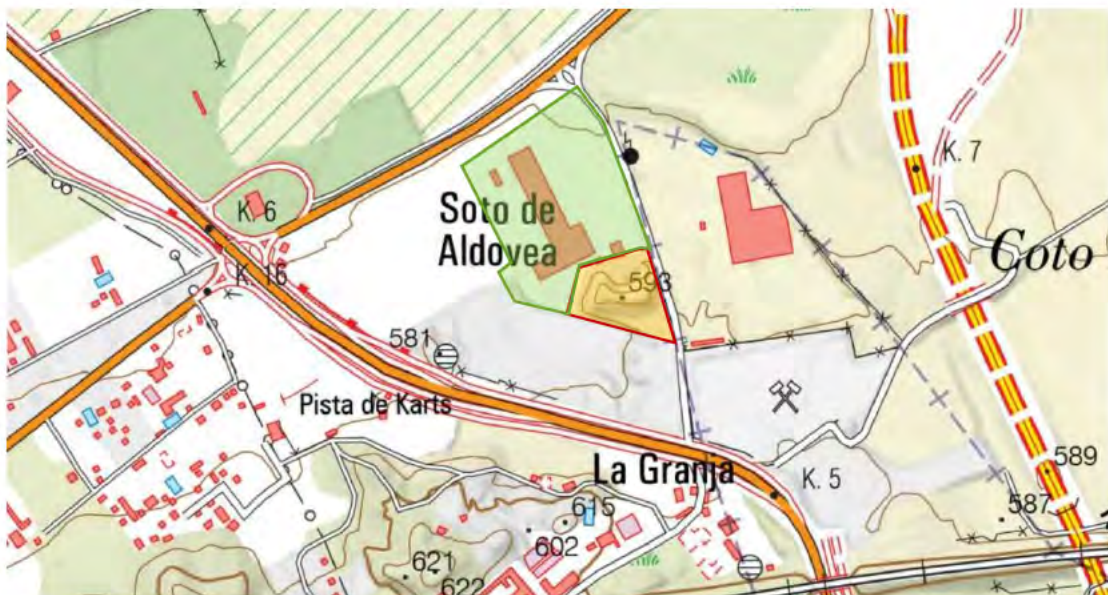 K. 7
K. 6
Soto de
Aldovea
Coto
K. 16
593
581
Pista de Karts
La Granja
K. 5
589
587
615
602
621
622